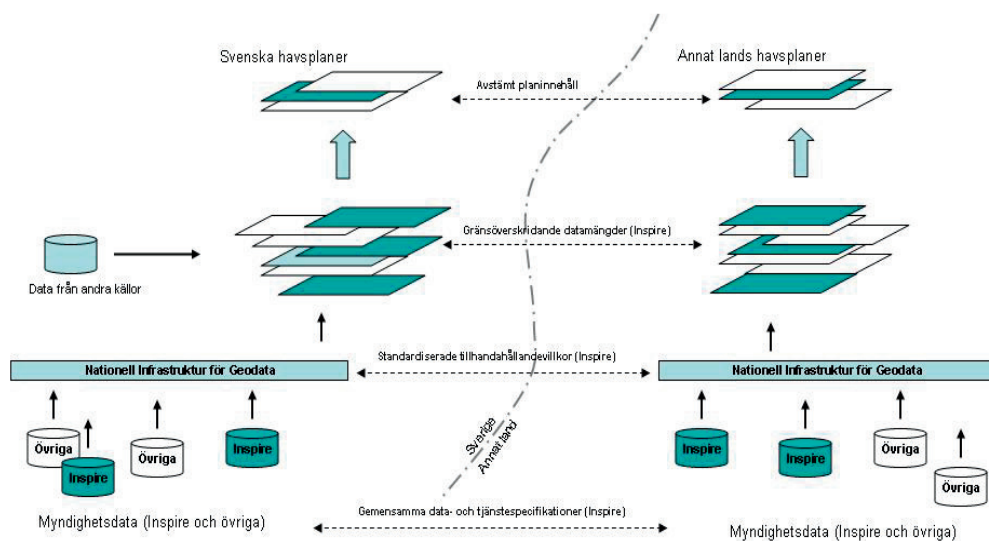 Svenska havsplaner
Annat lands havsplaner
Avstämt planinnehåll
Gränsöverskridande datamängder (Inspire)
Data från andra källor
Standardiserade tillhandahållandevillkor (Inspire)
Nationell Infrastruktur för Geodata
Nationell Infrastruktur för Geodata
Övriga
Inspire
Övriga
Inspire
Sverige
Annat land
Inspire
Inspire
Övriga
Övriga
Myndighetsdata (Inspire och övriga)
Gemensamma data- och tjänstespecifikationer (Inspire)
Myndighetsdata (Inspire och övriga)